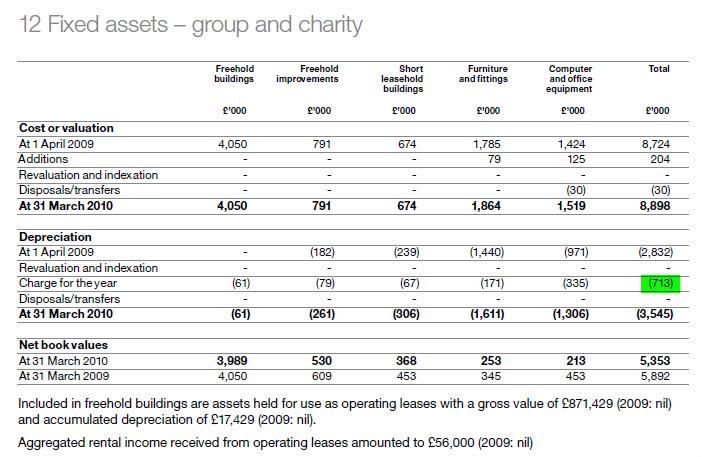 12 Fixed assets – group and charity
Freehold buildings Freehold improvements Short leasehold buildings Furniture and fittings Computer and office equipment Total
£'000 £'000 £'000 £'000 £'000 £'000
Cost or valuation
At 1 April 2009 4,050 791 674 1,785 1,424 8,724
Additions - - - 79 125 204
Revaluation and indexation - - - - - -
Disposals/transfers - - - - (30) (30)
At 31 March 2010 4,050 791 674 1,864 1,519 8,898
Depreciation
At 1 April 2009 - (182) (239) (1,440) (971) (2,832)
Revaluation and indexation - - - - - -
Charge for the year (61) (79) (67) (171) (335) (713)
Disposals/transfers - - - - - -
At 31 March 2010 (61) (261) (306) (1,611) (1,306) (3,545)
Net book values
At 31 March 2010 3,989 530 368 253 213 5,353
At 31 March 2009 4,050 609 453 345 453 5,892
Included in freehold buildings are assets held for use as operating leases with a gross value of £871,429 (2009: nil)
and accumulated depreciation of £17,429 (2009: nil).
Aggregated rental income received from operating leases amounted to £56,000 (2009: nil)